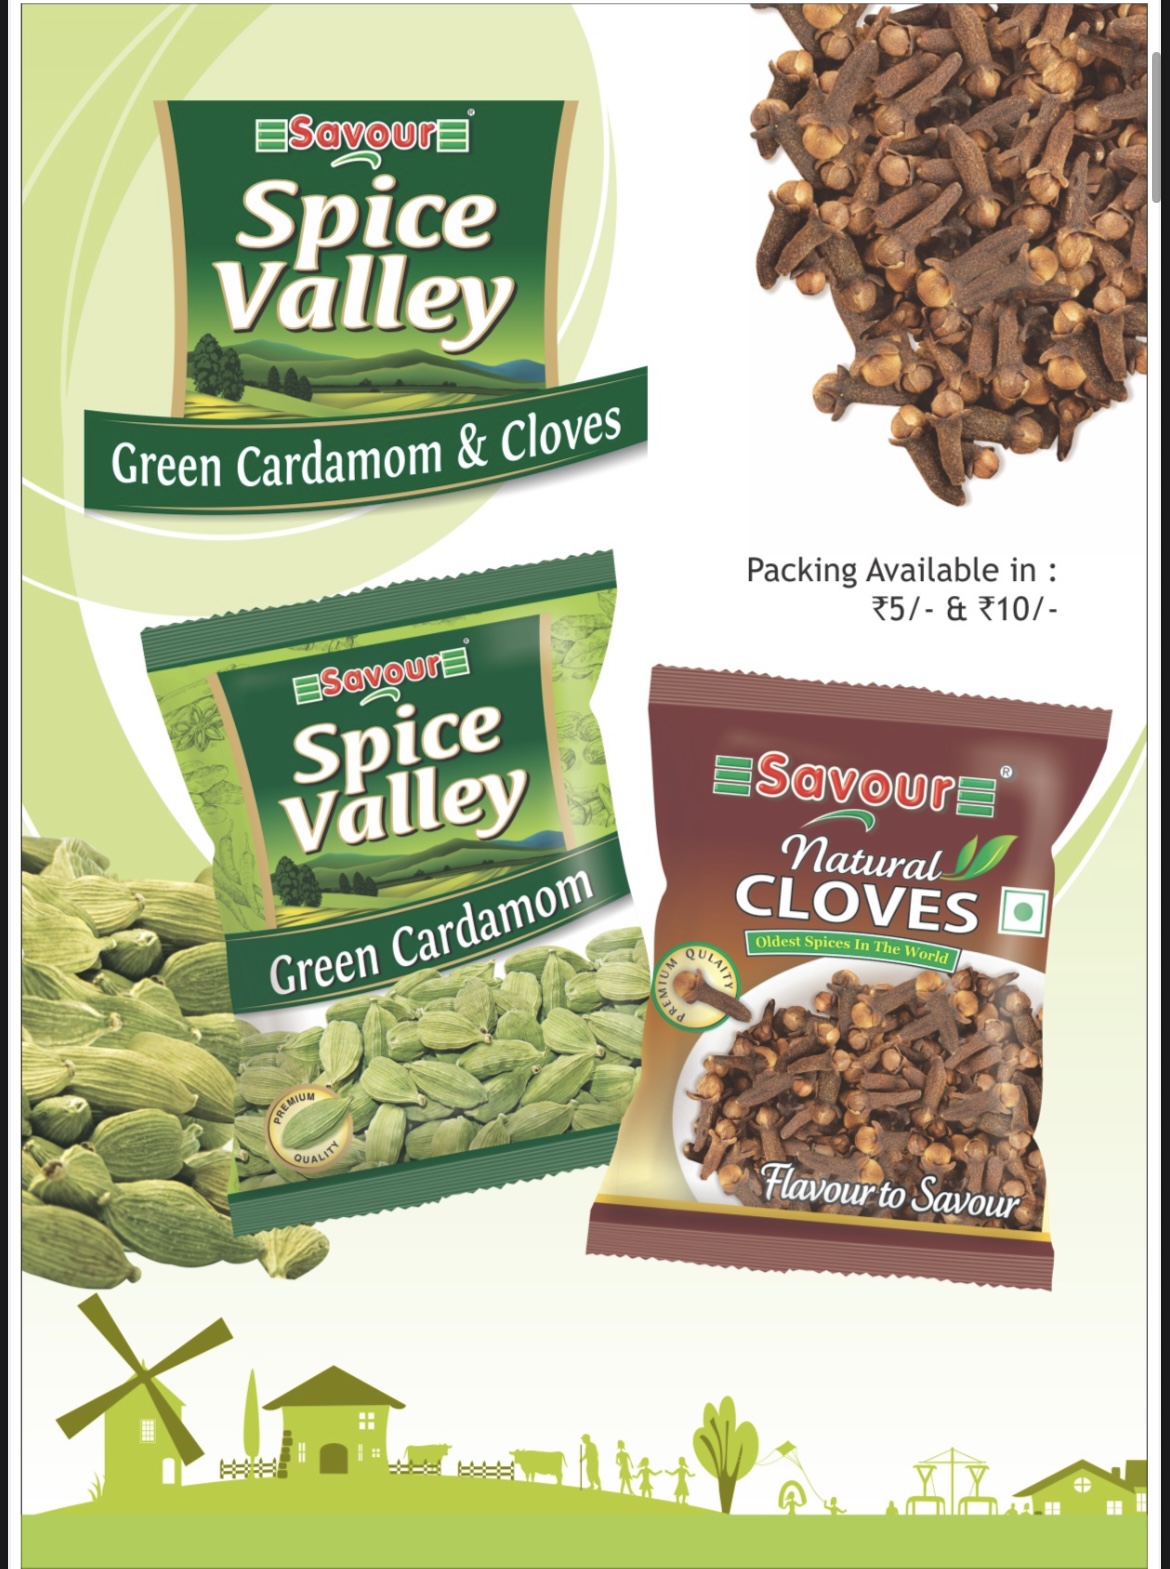 Savour®
Spice
Valley
Green Cardamom & Cloves
Packing Available in :
₹5/- & ₹10/-
Savour®
Spice
Valley
Green Cardamom
PREMIUM
QUALITY
Savour®
Natural
CLOVES
Oldest Spices In The World
PREMIUM QULAITY
Flavour to Savour